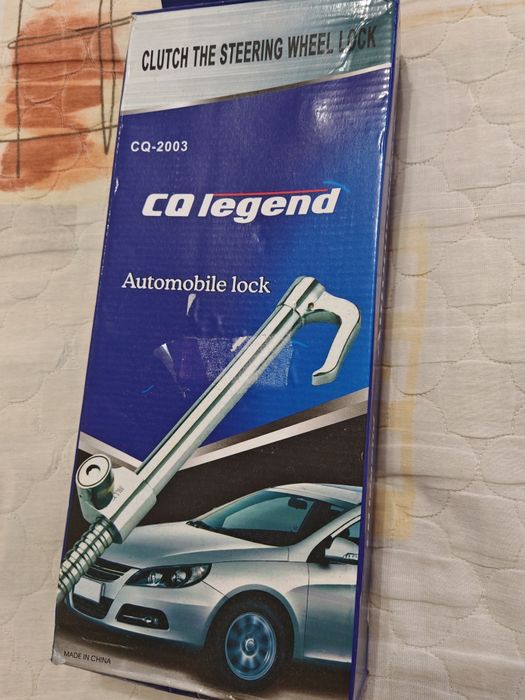 CLUTCH THE STEERING WHEEL LOCK
CQ-2003
CQ legend
Automobile lock
MADE IN CHINA